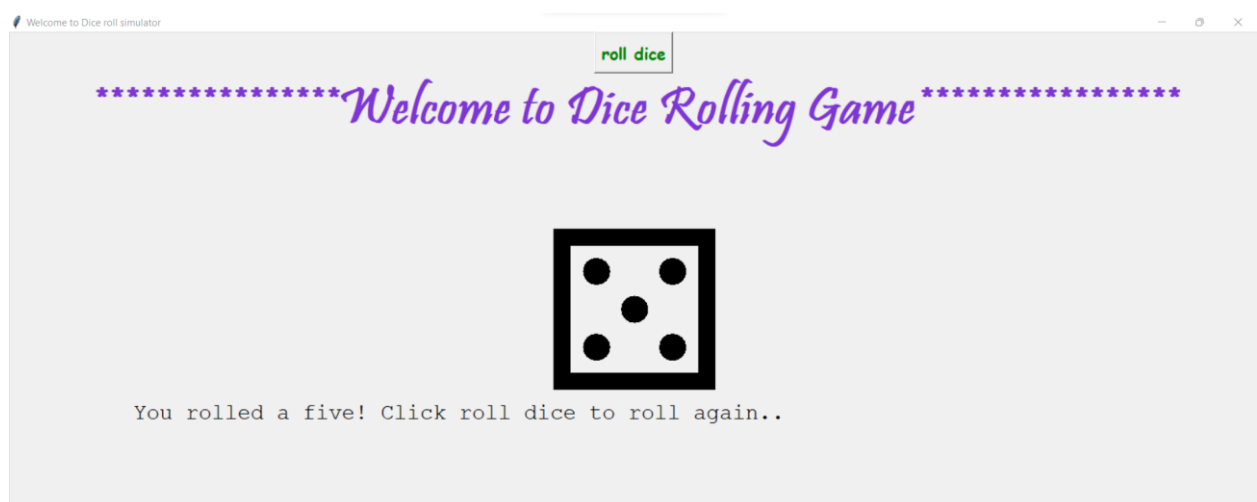 Welcome to Dice roll simulator
roll dice
****************Welcome to Dice Rolling Game*****************
You rolled a five! Click roll dice to roll again..